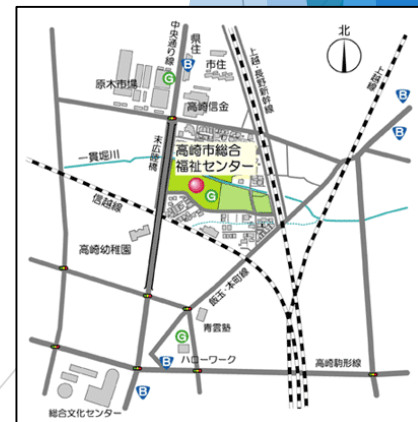 中央通り線
県住
市住
北
原木市場
高崎信金
上越・長野新幹線
上越線
末広陸橋
高崎市総合
福祉センター
一貫堀川
信越線
高崎幼稚園
飯玉・本町線
青雲塾
ハローワーク
高崎駒形線
総合文化センター
G
G
G
B
B
B
B
B